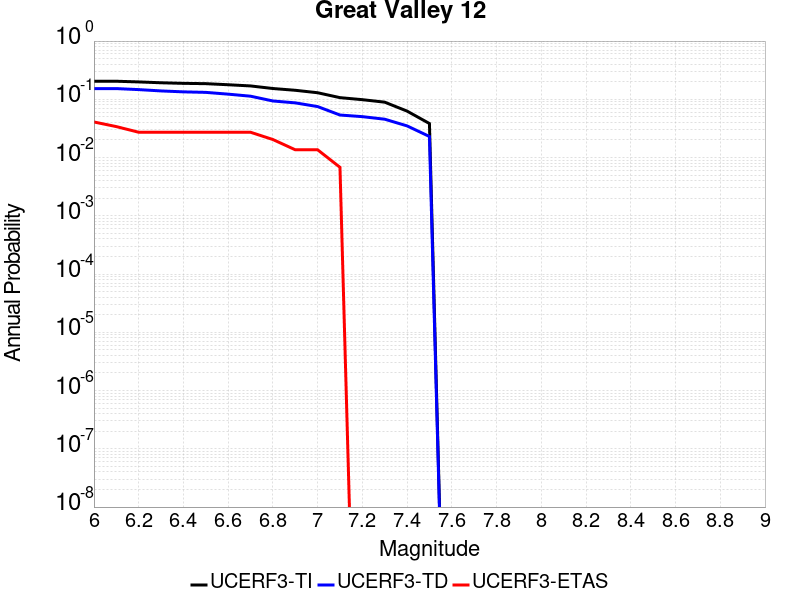 Great Valley 12
10^0
10^-1
10^-2
10^-3
10^-4
10^-5
10^-6
10^-7
10^-8
Annual Probability
6 6.2 6.4 6.6 6.8 7 7.2 7.4 7.6 7.8 8 8.2 8.4 8.6 8.8 9
Magnitude
UCERF3-TI UCERF3-TD UCERF3-ETAS